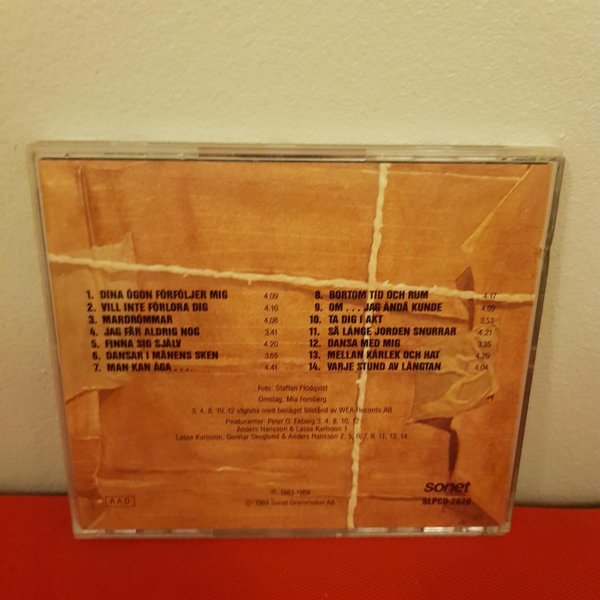 1. DINA ÖGON FÖRFÖLJER MIG 4.09
2. VILL INTE FÖRLORA DIG 4.10
3. MARDRÖMMAR 4.08
4. JAG FÅR ALDRIG NOG 3.41
5. FINNA SIG SJÄLV 4.20
6. DANSAR I MÅNENS SKEN
7. MAN KAN ÄGA . . . 4.41
8. BORTOM TID OCH RUM 4.17
9. OM . . . JAG ÄNDÅ KUNDE 4.09
10. TA DIG I AKT 3.53
11. SÅ LÄNGE JORDEN SNURRAR 4.21
12. DANSA MED MIG 3.35
13. MELLAN KÄRLEK OCH HAT 4.20
14. VARJE STUND AV LÄNGTAN 4.04
Foto: Staffan Flodqvist
Omslag: Mia Forsberg
3, 4, 8, 10, 12 utgivna med benäget tillstånd av WEA Records AB
Producenter: Peter O. Ekberg 3, 4, 8, 10, 12
Anders Hansson & Lasse Karlsson 1
Lasse Karlsson, Gunnar Skoglund & Anders Hansson 2, 5, 6, 7, 9, 11, 13, 14
℗ 1983-1989
© 1989 Sonet Grammofon AB
AAD
sonet
SLPCD-2829